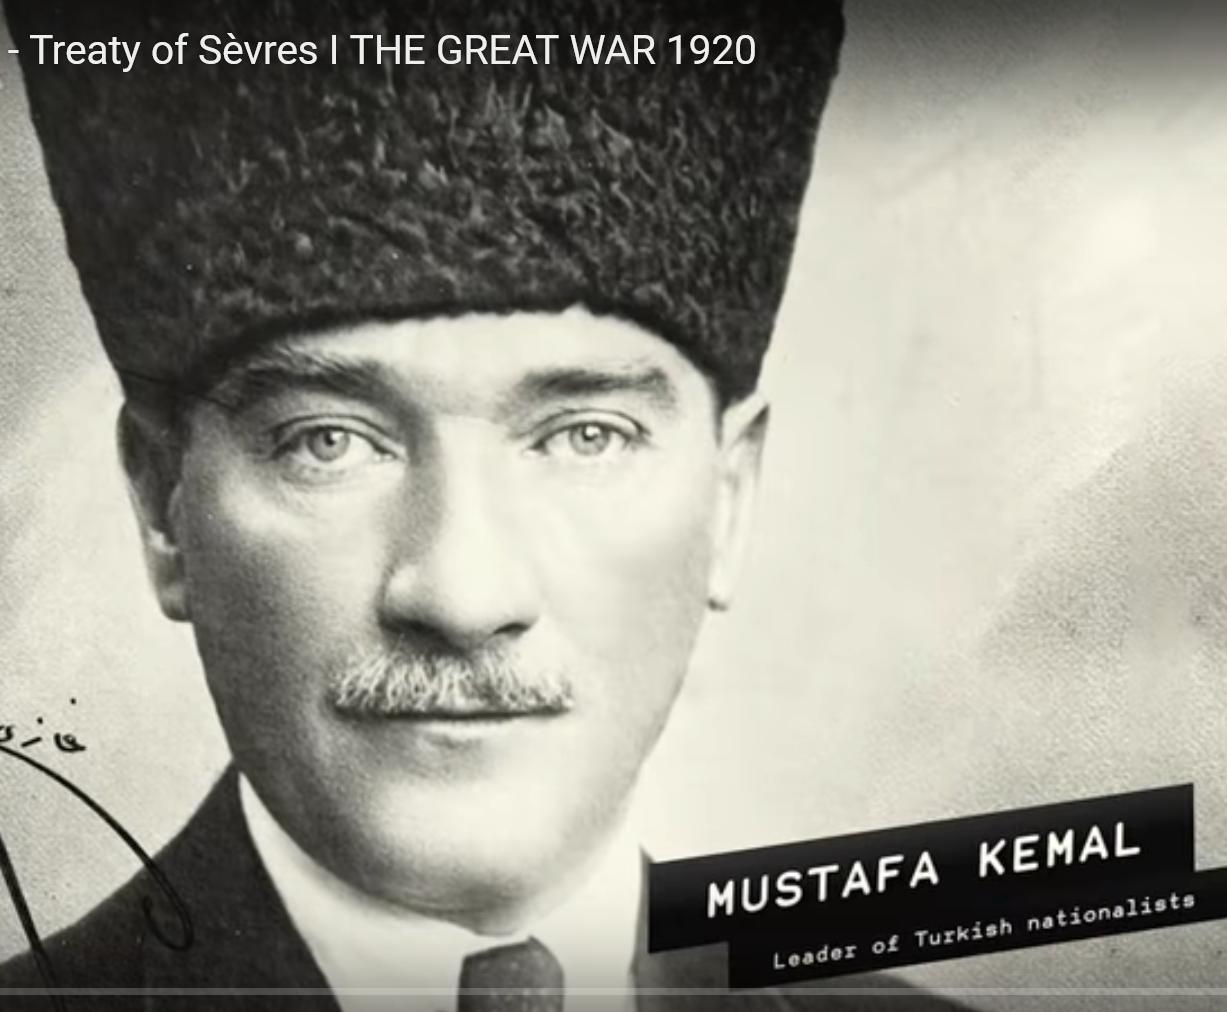 - Treaty of Sèvres I THE GREAT WAR 1920
MUSTAFA KEMAL
Leader of Turkish nationalists